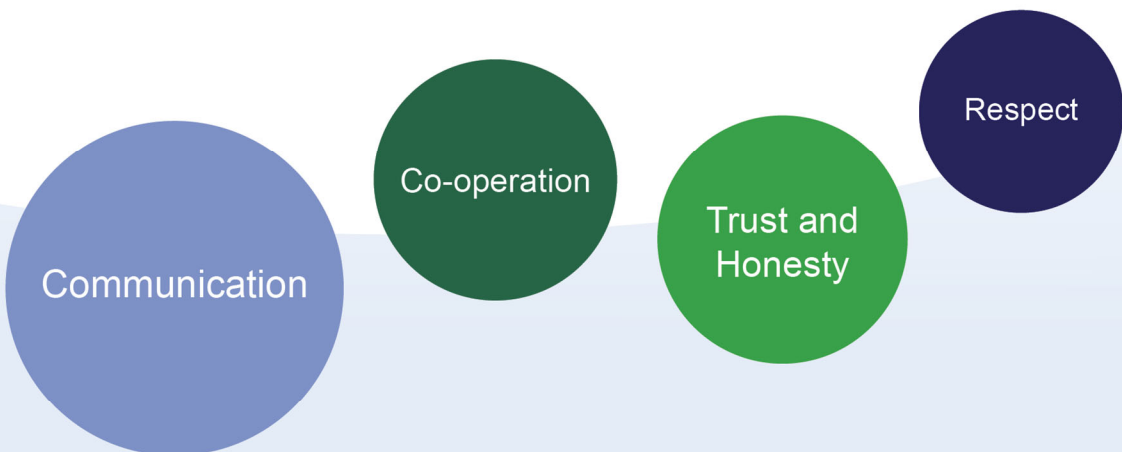 Communication
Co-operation
Trust and
Honesty
Respect